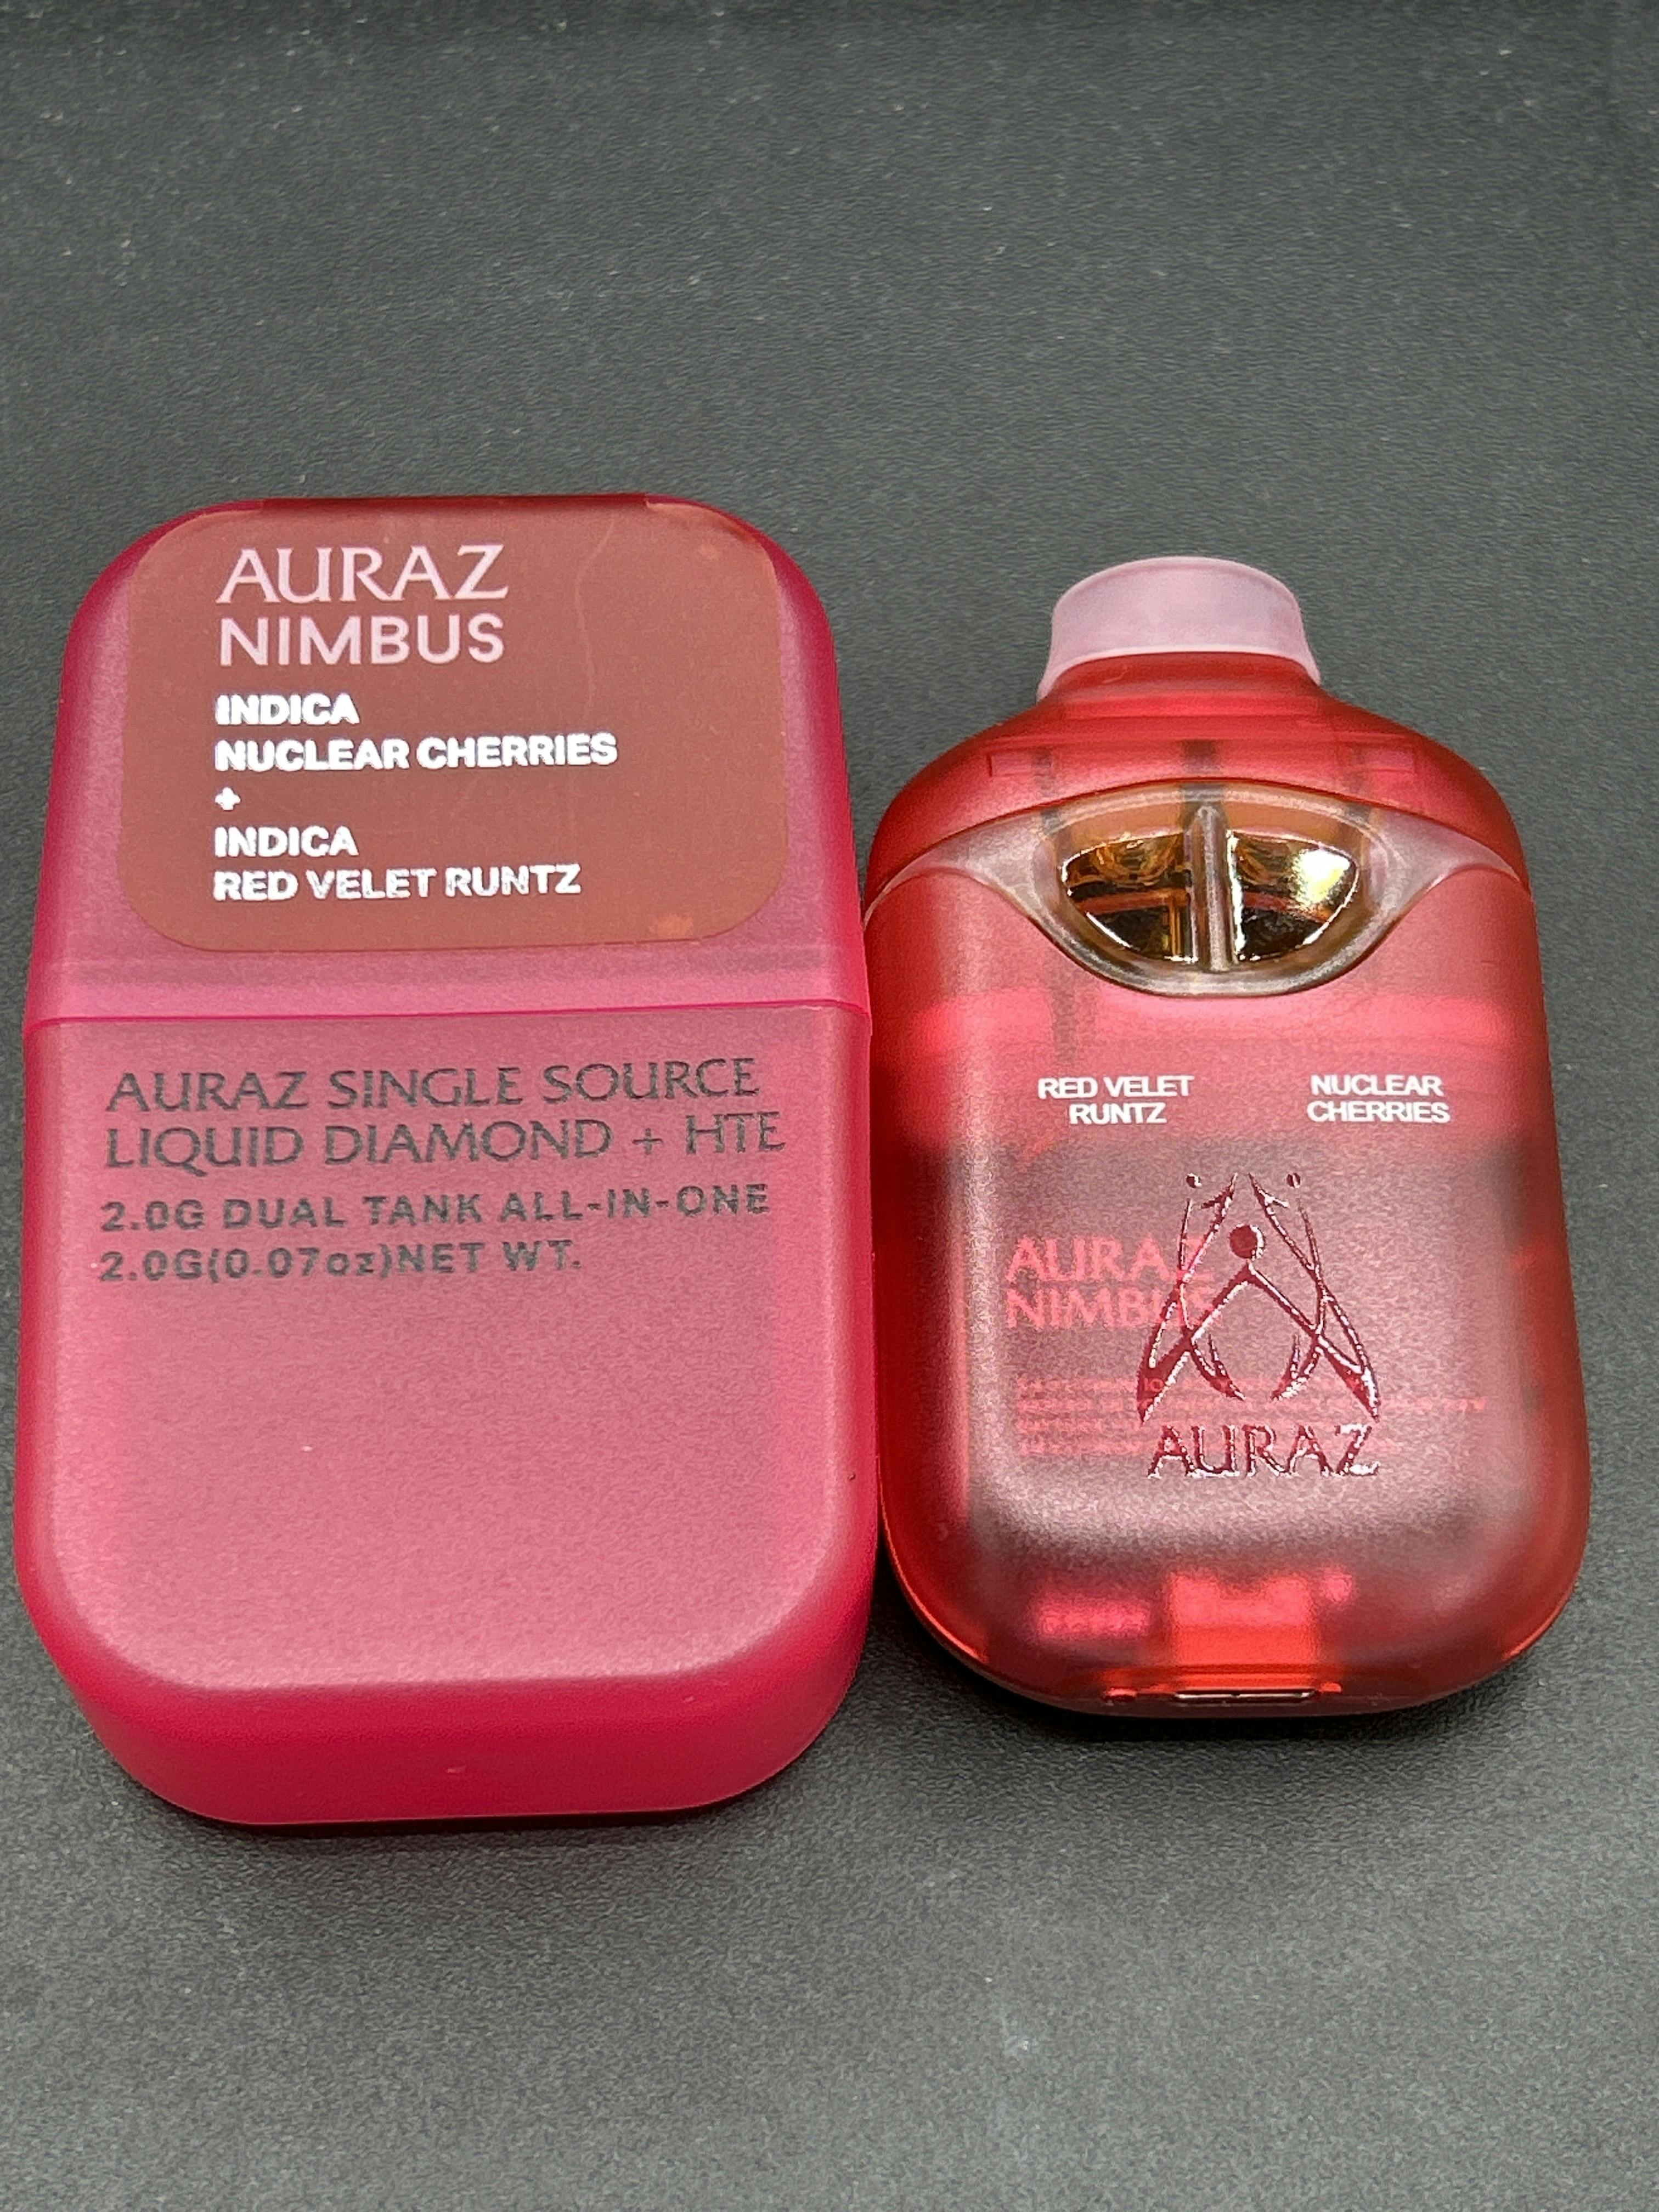 AURAZ
NIMBUS
INDICA
NUCLEAR CHERRIES
+
INDICA
RED VELET RUNTZ
AURAZ SINGLE SOURCE
LIQUID DIAMOND + HTE
2.0G DUAL TANK ALL-IN-ONE
2.0G(0.07oz)NET WT.
RED VELET
RUNTZ
NUCLEAR
CHERRIES
AURAZ
NIMBUS
AURAZ